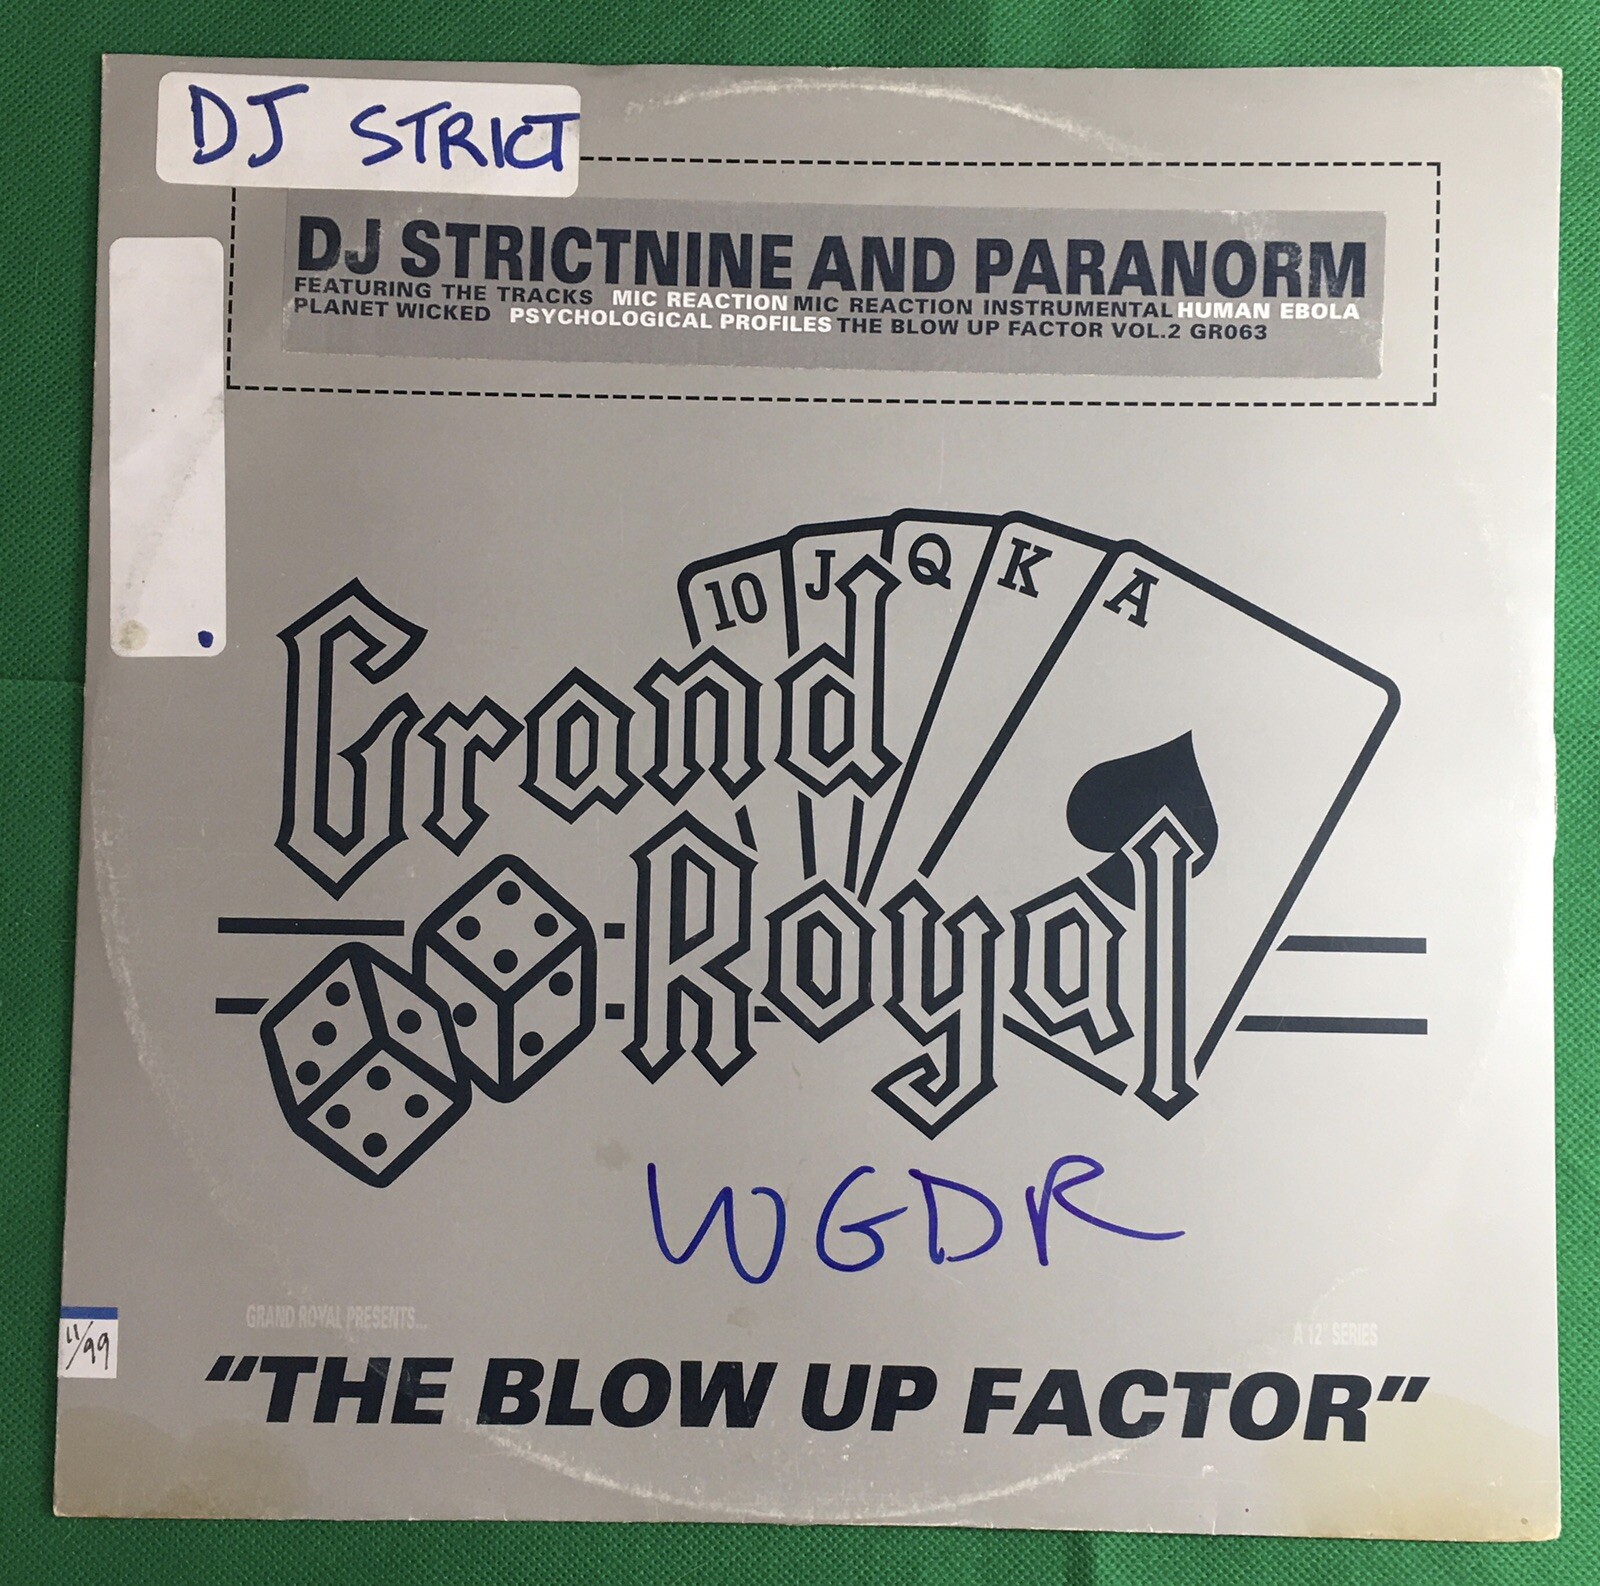 DJ STRICT
DJ STRICTNINE AND PARANORM
FEATURING THE TRACKS MIC REACTION MIC REACTION INSTRUMENTAL HUMAN EBOLA
PLANET WICKED PSYCHOLOGICAL PROFILES THE BLOW UP FACTOR VOL.2 GR063
10 J Q K A
Grand
Royal
WGDR
GRAND ROYAL PRESENTS...
A 12" SERIES
11/99
"THE BLOW UP FACTOR"